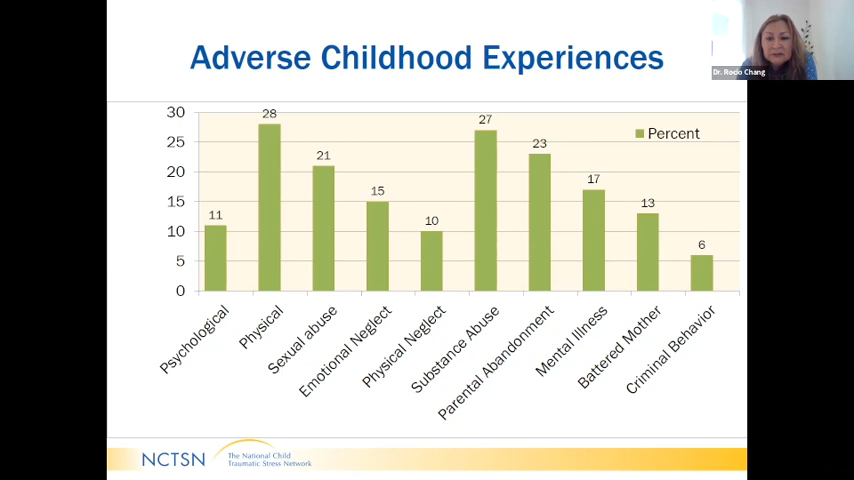 Adverse Childhood Experiences
Dr. Rocio Chang
30
25
20
15
10
5
0
Percent
11
28
21
15
10
27
23
17
13
6
Psychological
Physical
Sexual abuse
Emotional Neglect
Physical Neglect
Substance Abuse
Parental Abandonment
Mental Illness
Battered Mother
Criminal Behavior
NCTSN
The National Child
Traumatic Stress Network